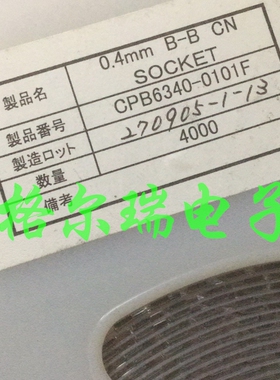 製品名 0.4mm B-B CN
SOCKET
製品番号 CPB6340-0101F
製造ロット 270905-1-13
数量 4000
備考
格尔瑞电子